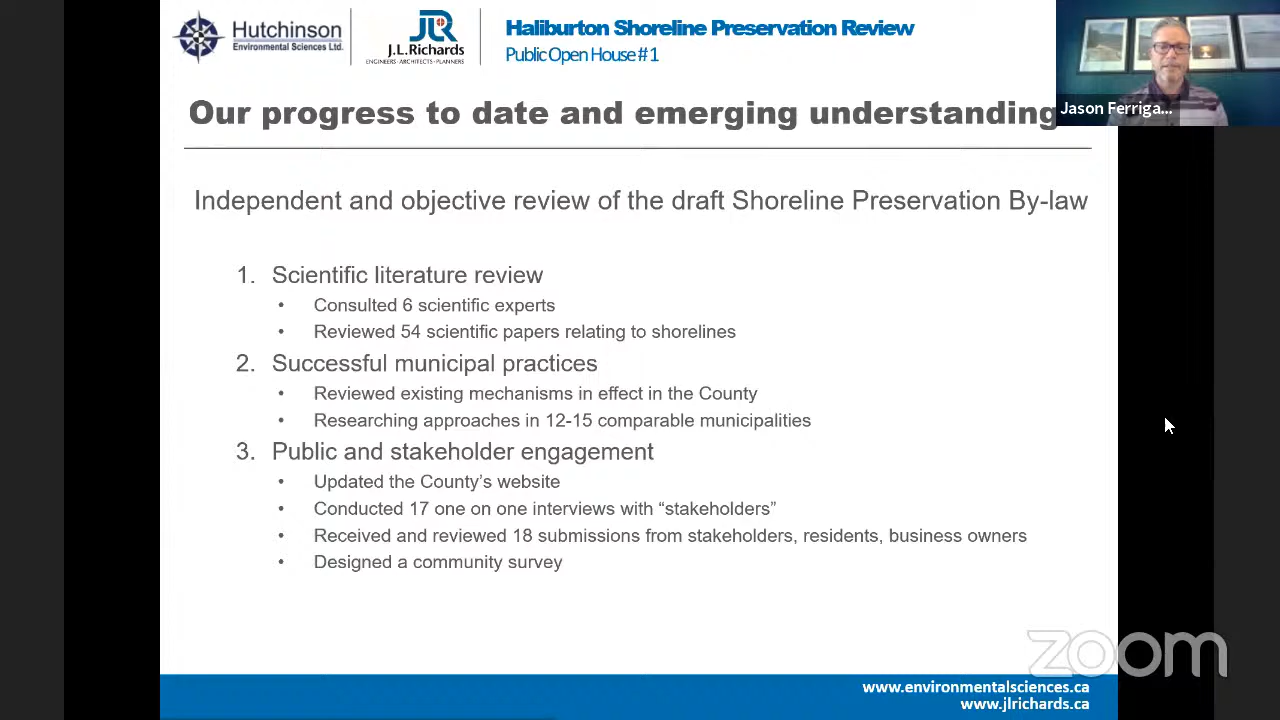 Hutchinson
Environmental Sciences Ltd.
JLR
J.L.Richards
ENGINEERS · ARCHITECTS · PLANNERS
Haliburton Shoreline Preservation Review
Public Open House # 1
Jason Ferriga...
Our progress to date and emerging understanding
Independent and objective review of the draft Shoreline Preservation By-law
1. Scientific literature review
• Consulted 6 scientific experts
• Reviewed 54 scientific papers relating to shorelines
2. Successful municipal practices
• Reviewed existing mechanisms in effect in the County
• Researching approaches in 12-15 comparable municipalities
3. Public and stakeholder engagement
• Updated the County’s website
• Conducted 17 one on one interviews with “stakeholders”
• Received and reviewed 18 submissions from stakeholders, residents, business owners
• Designed a community survey
zoom
www.environmentalsciences.ca
www.jlrichards.ca